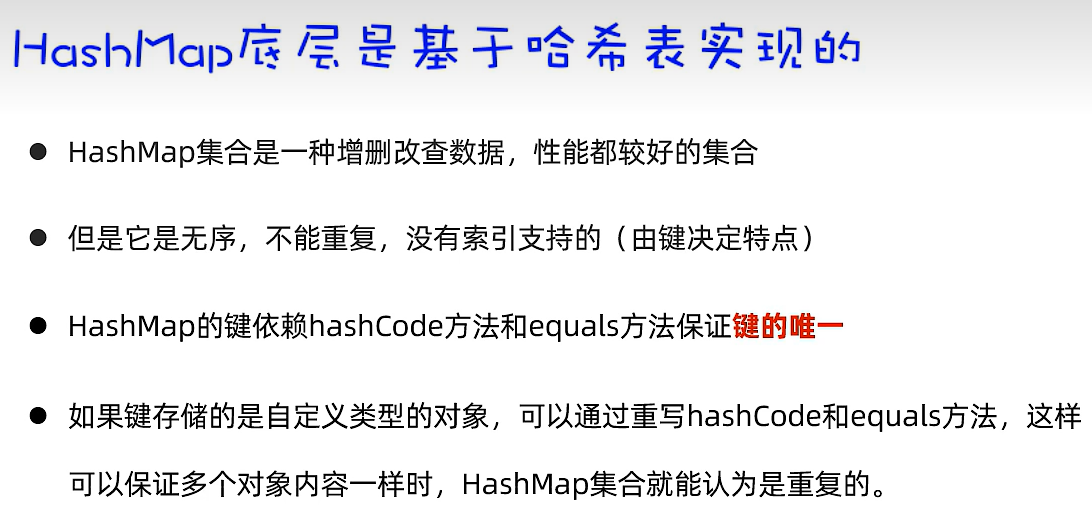 HashMap底层是基于哈希表实现的
● HashMap集合是一种增删改查数据，性能都较好的集合
● 但是它是无序，不能重复，没有索引支持的（由键决定特点）
● HashMap的键依赖hashCode方法和equals方法保证键的唯一
● 如果键存储的是自定义类型的对象，可以通过重写hashCode和equals方法，这样
可以保证多个对象内容一样时，HashMap集合就能认为是重复的。